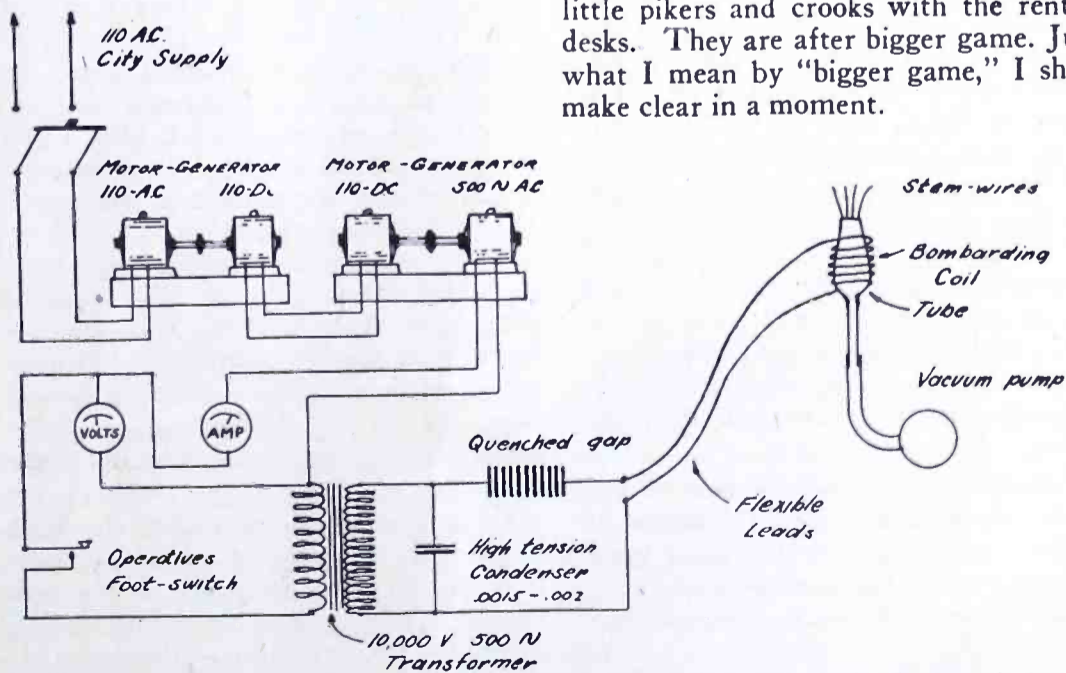 little pikers and crooks with the rent
desks. They are after bigger game. Ju
what I mean by "bigger game," I sh
make clear in a moment.
110 A.C.
City Supply
MOTOR-GENERATOR
110-A.C 110-D.
MOTOR-GENERATOR
110-DC 500 ~ AC
Stem-wires
Bombarding
Coil
Tube
Vacuum pump
VOLTS
AMP
Quenched gap
Flexible
Leads
Operatives
Foot-switch
High tension
Condenser
.0015-.002
10,000 V 500 ~
Transformer